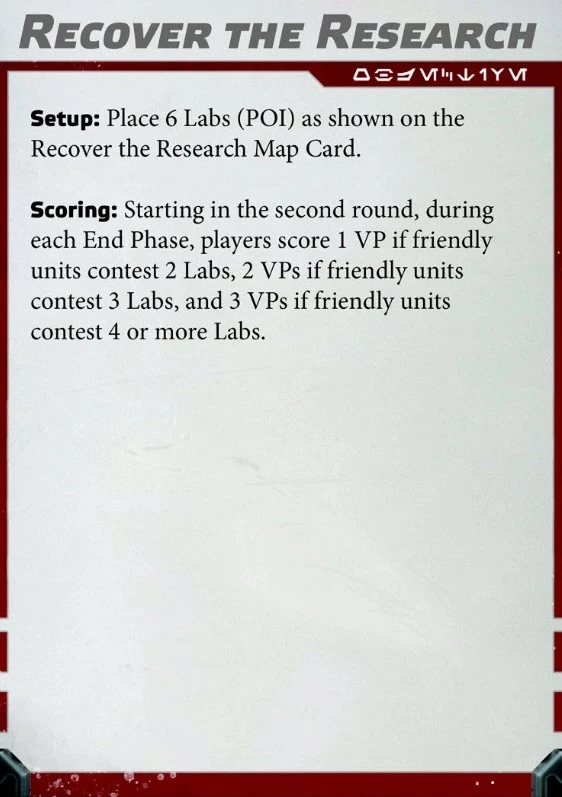 Recover the Research
Setup: Place 6 Labs (POI) as shown on the
Recover the Research Map Card.
Scoring: Starting in the second round, during
each End Phase, players score 1 VP if friendly
units contest 2 Labs, 2 VPs if friendly units
contest 3 Labs, and 3 VPs if friendly units
contest 4 or more Labs.